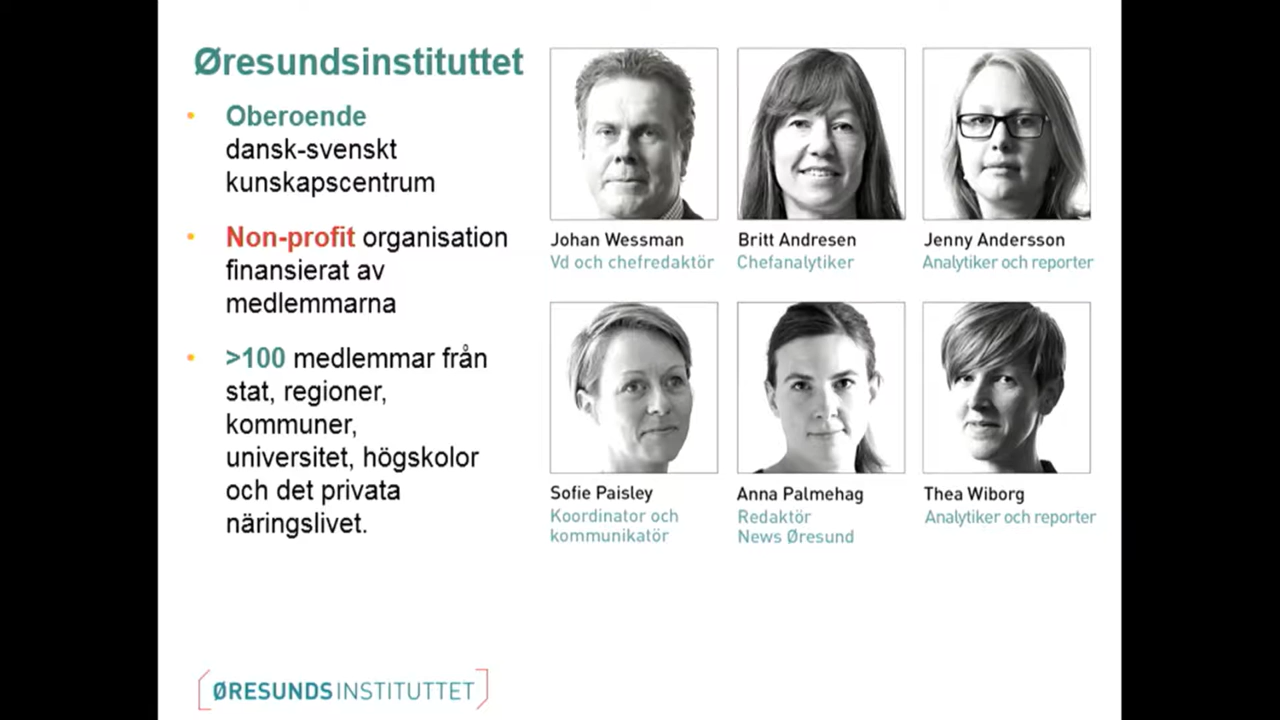 Øresundsinstituttet
• Oberoende
dansk-svenskt
kunskapscentrum
• Non-profit organisation
finansierat av
medlemmarna
• >100 medlemmar från
stat, regioner,
kommuner,
universitet, högskolor
och det privata
näringslivet.
Johan Wessman
Vd och chefredaktör
Britt Andresen
Chefanalytiker
Jenny Andersson
Analytiker och reporter
Sofie Paisley
Koordinator och
kommunikatör
Anna Palmehag
Redaktör
News Øresund
Thea Wiborg
Analytiker och reporter
ØRESUNDSINSTITUTTET